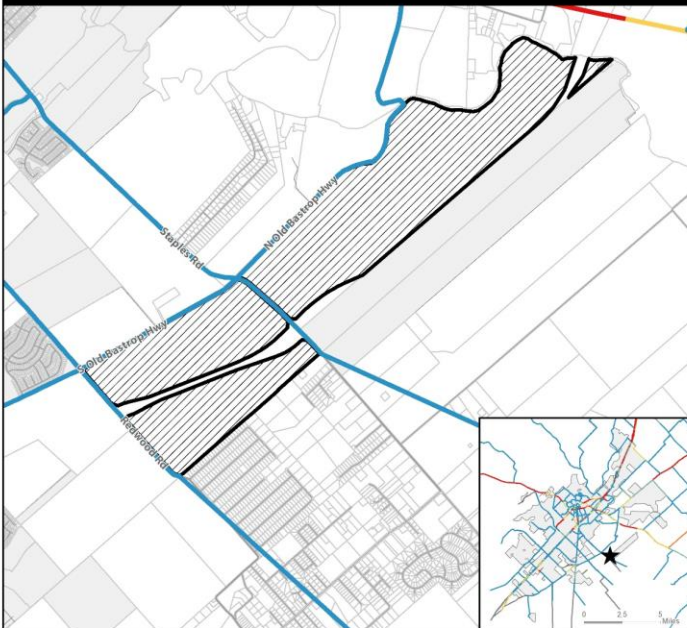 Staples Rd
N Old Bastrop Hwy
S Old Bastrop Hwy
Redwood Rd
0 2.5 5
Miles